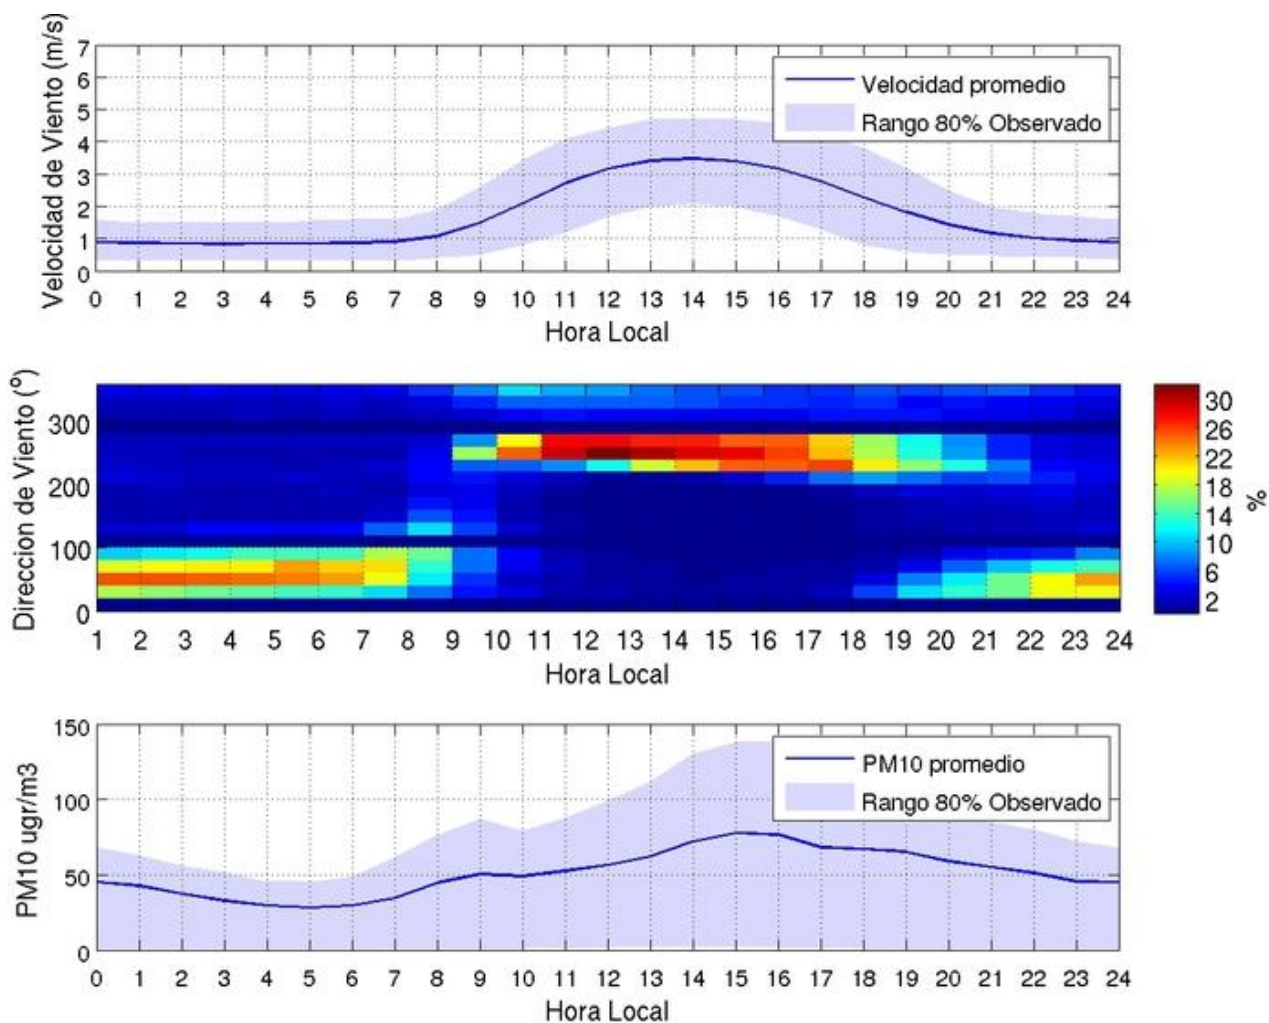 Velocidad de Viento (m/s)
7
6
5
4
3
2
1
0
Velocidad promedio
Rango 80% Observado
0 1 2 3 4 5 6 7 8 9 10 11 12 13 14 15 16 17 18 19 20 21 22 23 24
Hora Local
Direccion de Viento (º)
300
200
100
0
1 2 3 4 5 6 6 7 8 9 10 11 12 13 14 15 16 17 18 19 20 21 22 23 24
Hora Local
30
26
22
18
14
10
6
2
%
PM10 ugr/m3
150
100
50
0
PM10 promedio
Rango 80% Observado
0 1 2 3 4 5 6 7 8 9 10 11 12 13 14 15 16 17 18 19 20 21 22 23 24
Hora Local